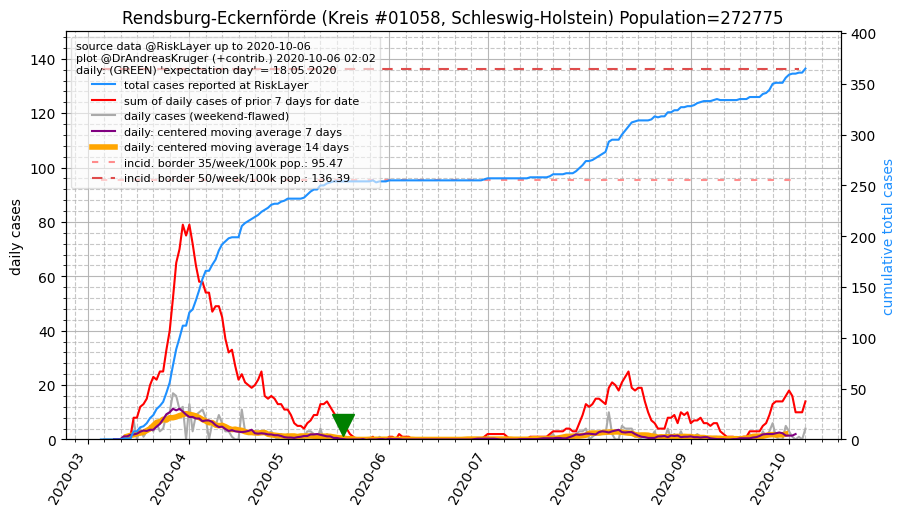 Rendsburg-Eckernförde (Kreis #01058, Schleswig-Holstein) Population=272775
source data @RiskLayer up to 2020-10-06
plot @DrAndreasKruger (+contrib.) 2020-10-06 02:02
daily: (GREEN) 'expectation day' = 18.05.2020
total cases reported at RiskLayer
sum of daily cases of prior 7 days for date
daily cases (weekend-flawed)
daily: centered moving average 7 days
daily: centered moving average 14 days
incid. border 35/week/100k pop.: 95.47
incid. border 50/week/100k pop.: 136.39
daily cases
140
120
100
80
60
40
20
0
cumulative total cases
400
350
300
250
200
150
100
50
0
2020-03
2020-04
2020-05
2020-06
2020-07
2020-08
2020-09
2020-10